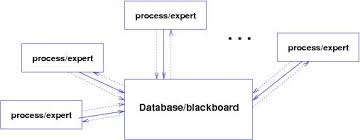 process/expert
process/expert
process/expert
process/expert
Database/blackboard
. . .